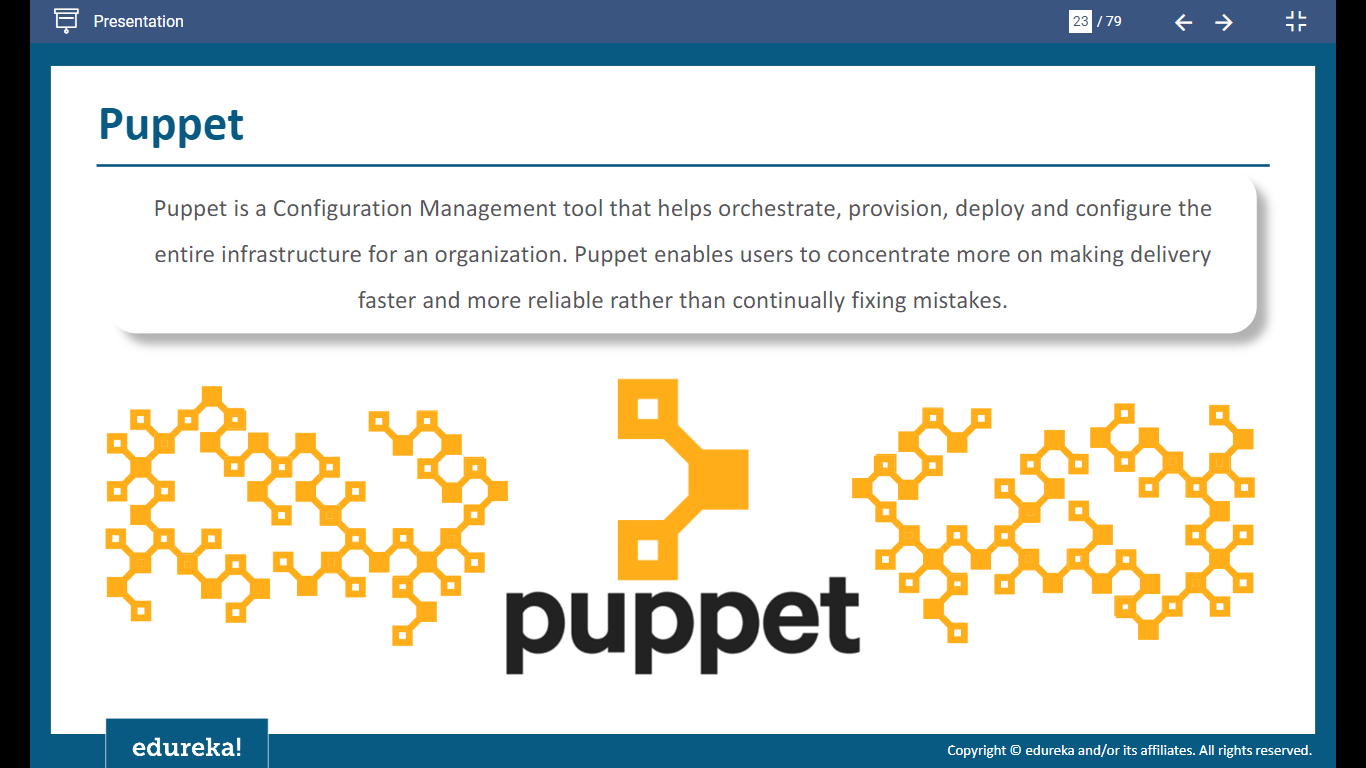 Presentation
23 / 79
Puppet
Puppet is a Configuration Management tool that helps orchestrate, provision, deploy and configure the
entire infrastructure for an organization. Puppet enables users to concentrate more on making delivery
faster and more reliable rather than continually fixing mistakes.
puppet
edureka!
Copyright © edureka and/or its affiliates. All rights reserved.